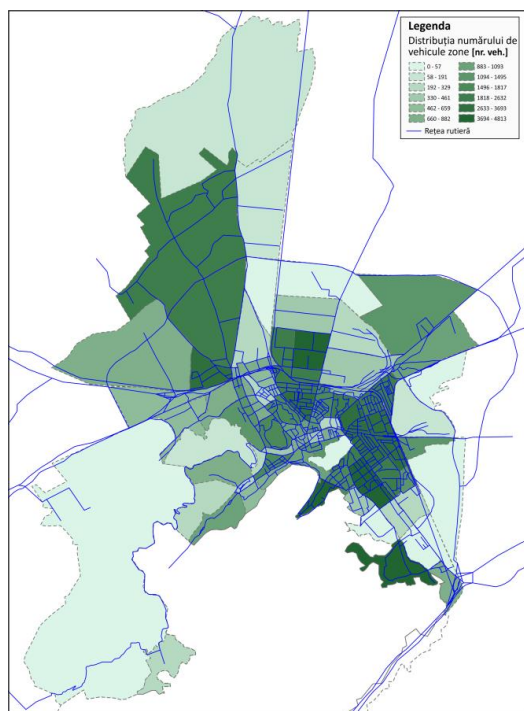 Legenda
Distribuția numărului de
vehicule zone [nr. veh.]
0 - 57
58 - 191
192 - 329
330 - 461
462 - 659
660 - 882
883 - 1093
1094 - 1495
1496 - 1817
1818 - 2632
2633 - 3693
3694 - 4813
Rețea rutieră